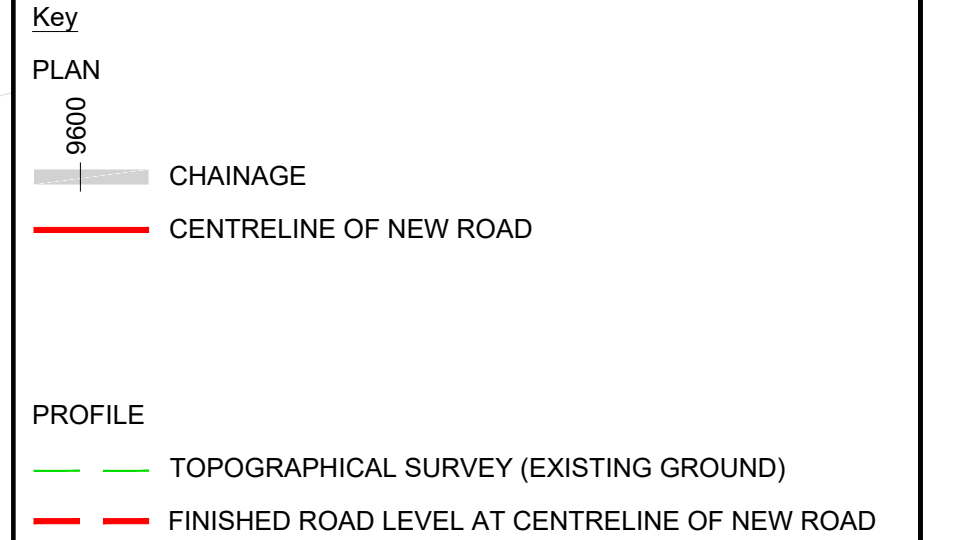 Key
PLAN
9600
CHAINAGE
CENTRELINE OF NEW ROAD
PROFILE
TOPOGRAPHICAL SURVEY (EXISTING GROUND)
FINISHED ROAD LEVEL AT CENTRELINE OF NEW ROAD